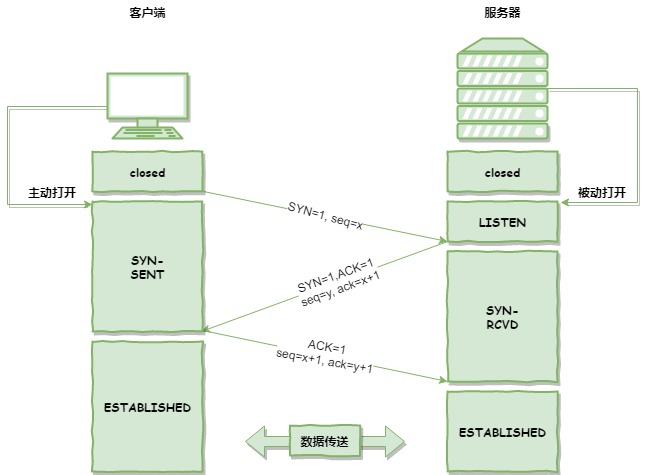 客户端
服务器
closed
closed
主动打开
被动打开
SYN=1, seq=x
LISTEN
SYN-
SENT
SYN=1,ACK=1
seq=y, ack=x+1
SYN-
RCVD
ACK=1
seq=x+1, ack=y+1
ESTABLISHED
数据传送
ESTABLISHED